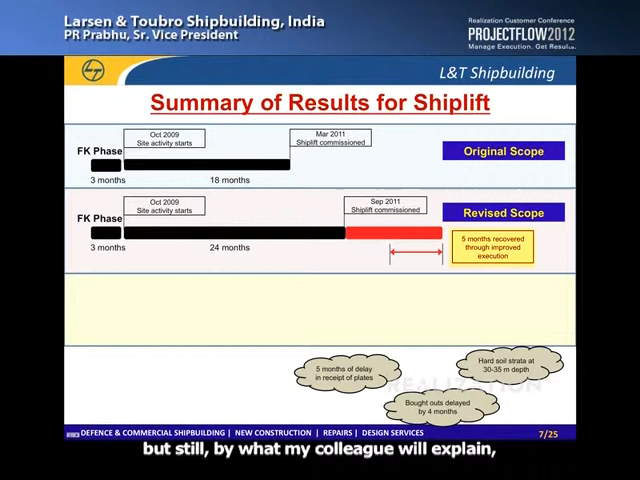 Larsen & Toubro Shipbuilding, India
PR Prabhu, Sr. Vice President
Realization Customer Conference
PROJECTFLOW2012
Manage Execution. Get Results.
L&T Shipbuilding
Summary of Results for Shiplift
Oct 2009
Site activity starts
Mar 2011
Shiplift commissioned
FK Phase
Original Scope
3 months
18 months
Oct 2009
Site activity starts
Sep 2011
Shiplift commissioned
FK Phase
Revised Scope
3 months
24 months
5 months recovered
through improved
execution
5 months of delay
in receipt of plates
Hard soil strata at
30-35 m depth
REALIZATION
Bought outs delayed
by 4 months
DEFENCE & COMMERCIAL SHIPBUILDING | NEW CONSTRUCTION | REPAIRS | DESIGN SERVICES
7/25
but still, by what my colleague will explain,